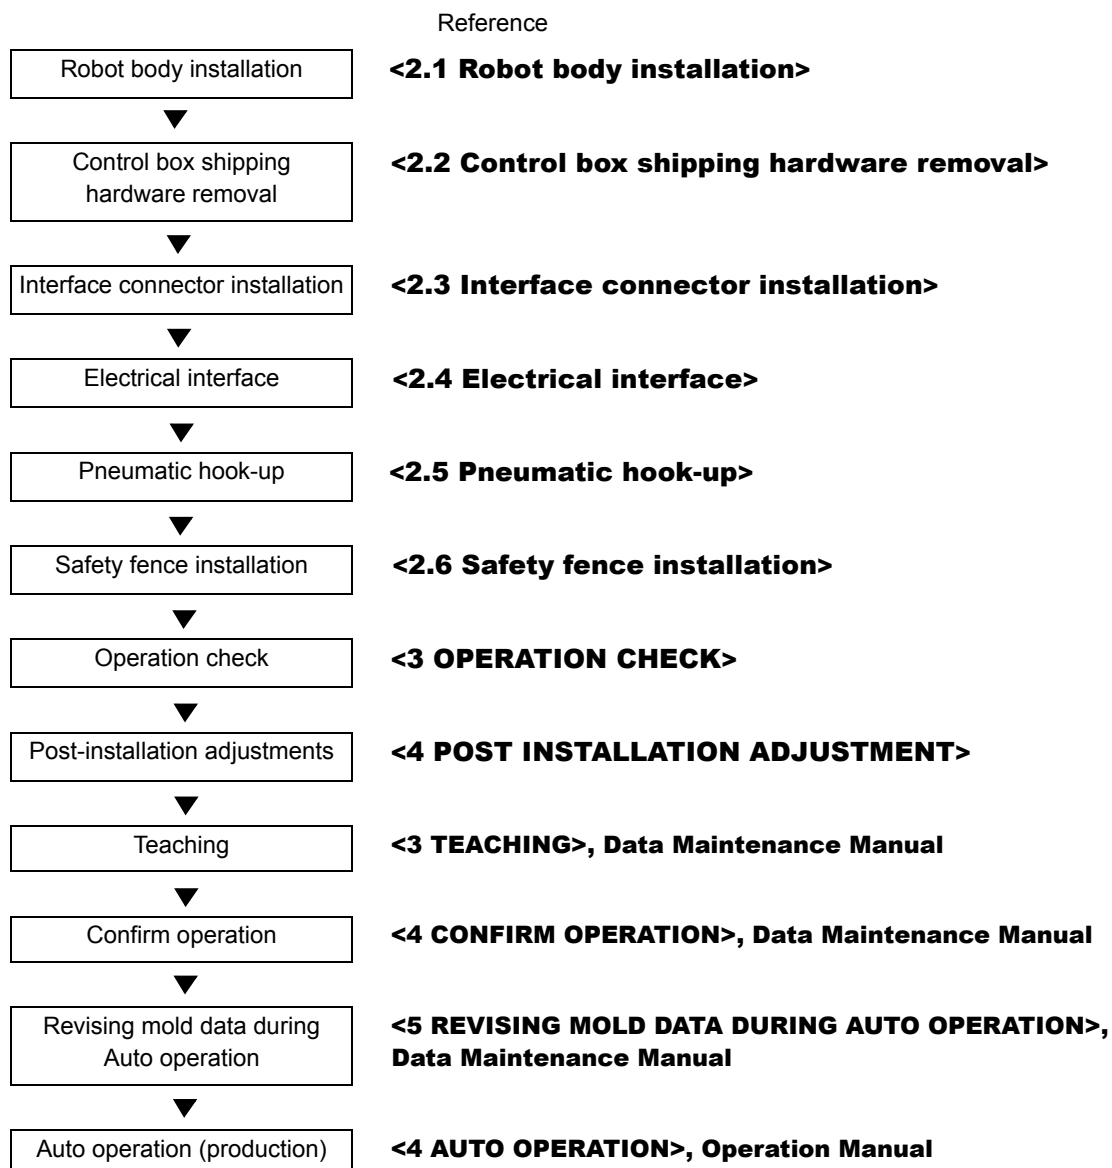 Reference
Robot body installation
<2.1 Robot body installation>
Control box shipping
hardware removal
<2.2 Control box shipping hardware removal>
Interface connector installation
<2.3 Interface connector installation>
Electrical interface
<2.4 Electrical interface>
Pneumatic hook-up
<2.5 Pneumatic hook-up>
Safety fence installation
<2.6 Safety fence installation>
Operation check
<3 OPERATION CHECK>
Post-installation adjustments
<4 POST INSTALLATION ADJUSTMENT>
Teaching
<3 TEACHING>, Data Maintenance Manual
Confirm operation
<4 CONFIRM OPERATION>, Data Maintenance Manual
Revising mold data during
Auto operation
<5 REVISING MOLD DATA DURING AUTO OPERATION>,
Data Maintenance Manual
Auto operation (production)
<4 AUTO OPERATION>, Operation Manual